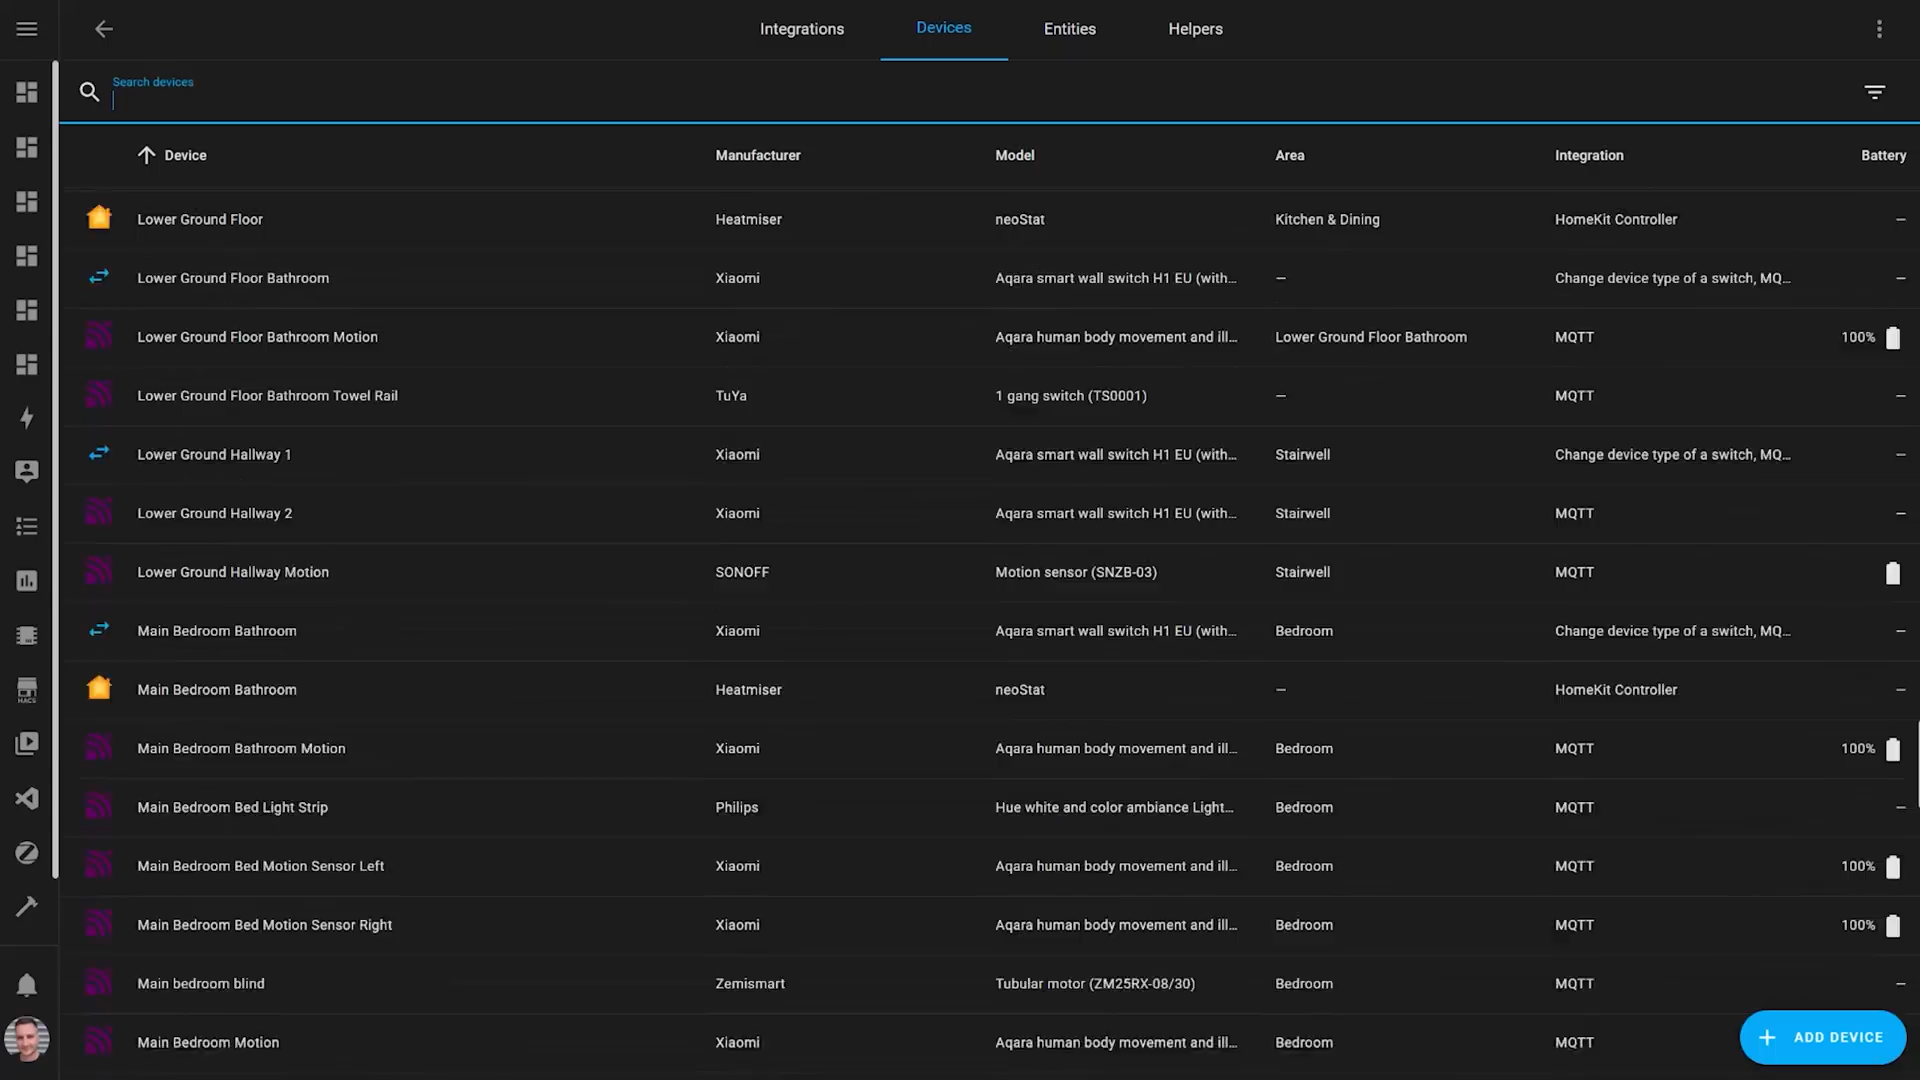 Integrations Devices Entities Helpers
Search devices
Device Manufacturer Model Area Integration Battery
Lower Ground Floor Heatmiser neoStat Kitchen & Dining HomeKit Controller –
Lower Ground Floor Bathroom Xiaomi Aqara smart wall switch H1 EU (with… – Change device type of a switch, MQ… –
Lower Ground Floor Bathroom Motion Xiaomi Aqara human body movement and ill… Lower Ground Floor Bathroom MQTT 100%
Lower Ground Floor Bathroom Towel Rail TuYa 1 gang switch (TS0001) – MQTT –
Lower Ground Hallway 1 Xiaomi Aqara smart wall switch H1 EU (with… Stairwell Change device type of a switch, MQ… –
Lower Ground Hallway 2 Xiaomi Aqara smart wall switch H1 EU (with… Stairwell MQTT –
Lower Ground Hallway Motion SONOFF Motion sensor (SNZB-03) Stairwell MQTT
Main Bedroom Bathroom Xiaomi Aqara smart wall switch H1 EU (with… Bedroom Change device type of a switch, MQ… –
Main Bedroom Bathroom Heatmiser neoStat – HomeKit Controller –
HACS
Main Bedroom Bathroom Motion Xiaomi Aqara human body movement and ill… Bedroom MQTT 100%
Main Bedroom Bed Light Strip Philips Hue white and color ambiance Light… Bedroom MQTT –
Main Bedroom Bed Motion Sensor Left Xiaomi Aqara human body movement and ill… Bedroom MQTT 100%
Main Bedroom Bed Motion Sensor Right Xiaomi Aqara human body movement and ill… Bedroom MQTT 100%
Main bedroom blind Zemismart Tubular motor (ZM25RX-08/30) Bedroom MQTT –
Main Bedroom Motion Xiaomi Aqara human body movement and ill… Bedroom MQTT
ADD DEVICE